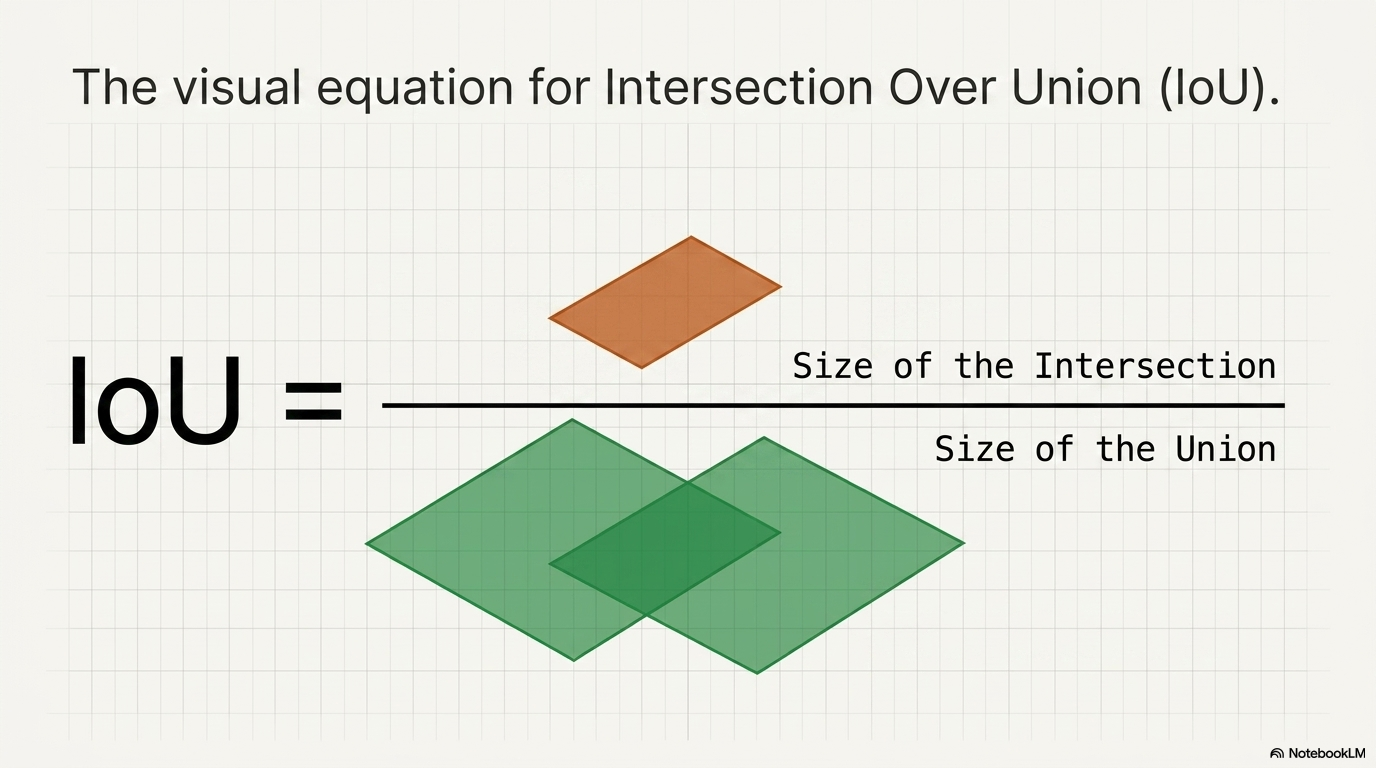 The visual equation for Intersection Over Union (IoU).
IoU =
Size of the Intersection
Size of the Union
NotebookLM